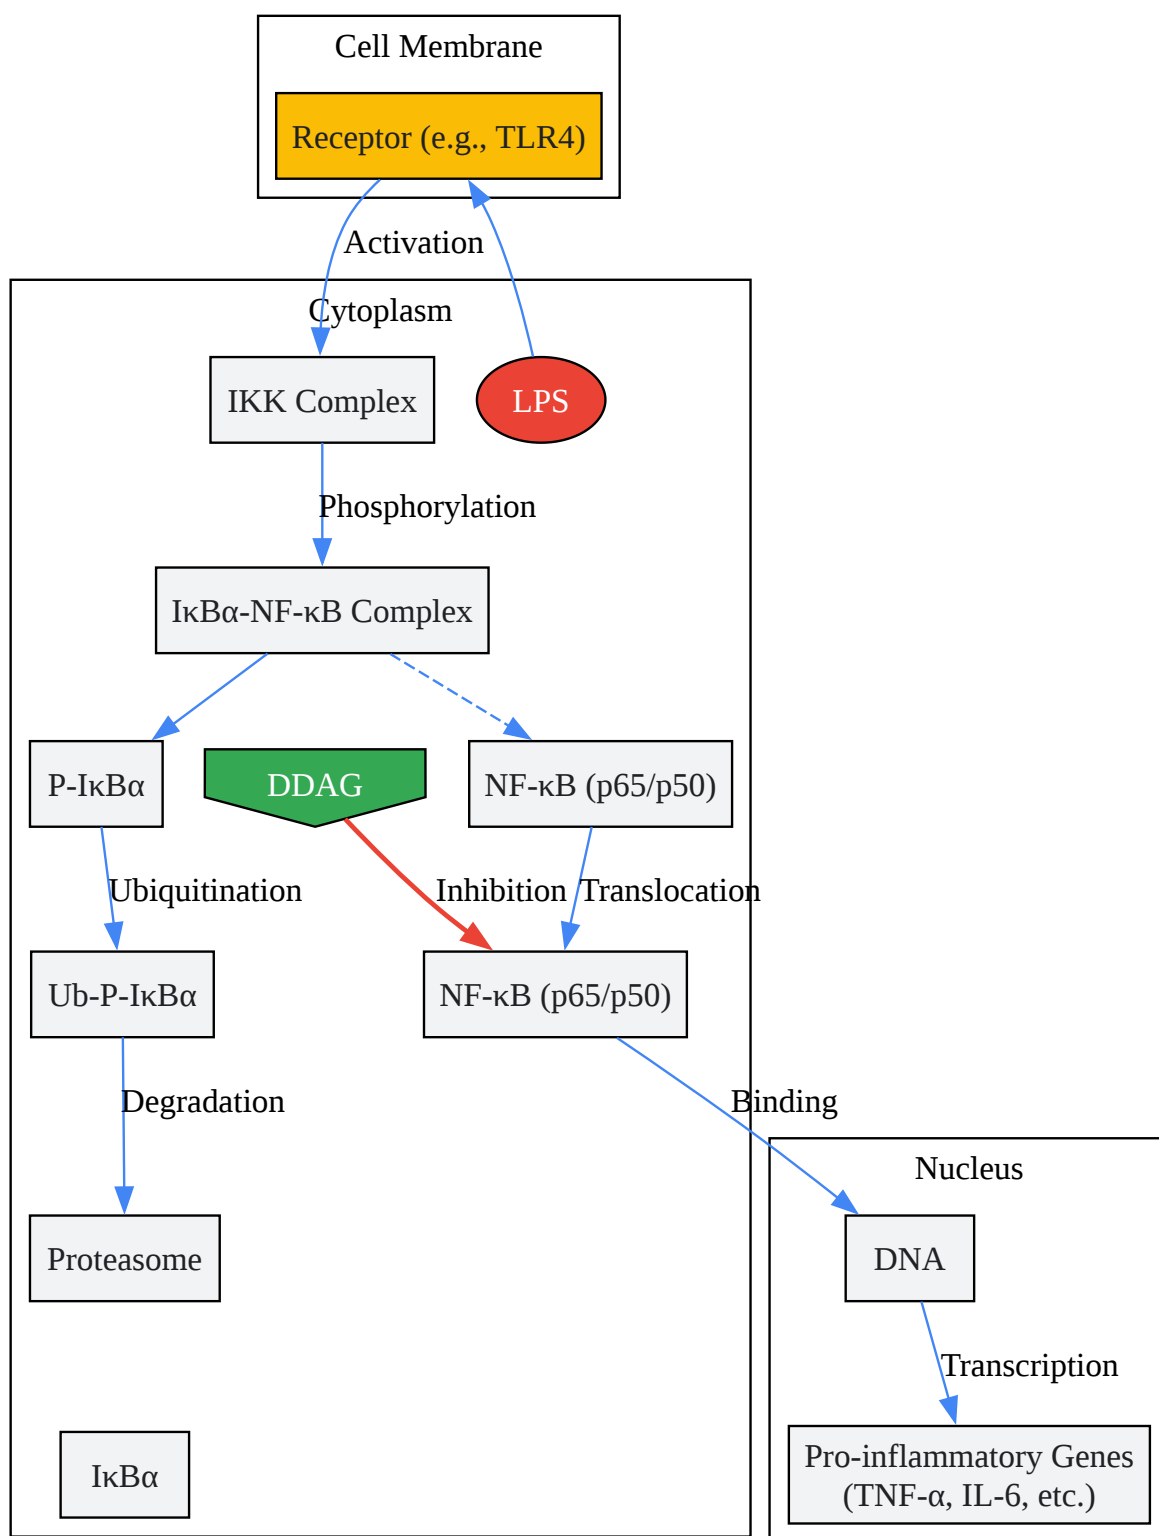 Cell Membrane
Receptor (e.g., TLR4)
Activation
Cytoplasm
IKK Complex
LPS
Phosphorylation
IκBα-NF-κB Complex
P-IκBα
DDAG
NF-κB (p65/p50)
Ubiquitination
Inhibition
Translocation
Ub-P-IκBα
NF-κB (p65/p50)
Degradation
Binding
Nucleus
Proteasome
DNA
Transcription
IκBα
Pro-inflammatory Genes
(TNF-α, IL-6, etc.)